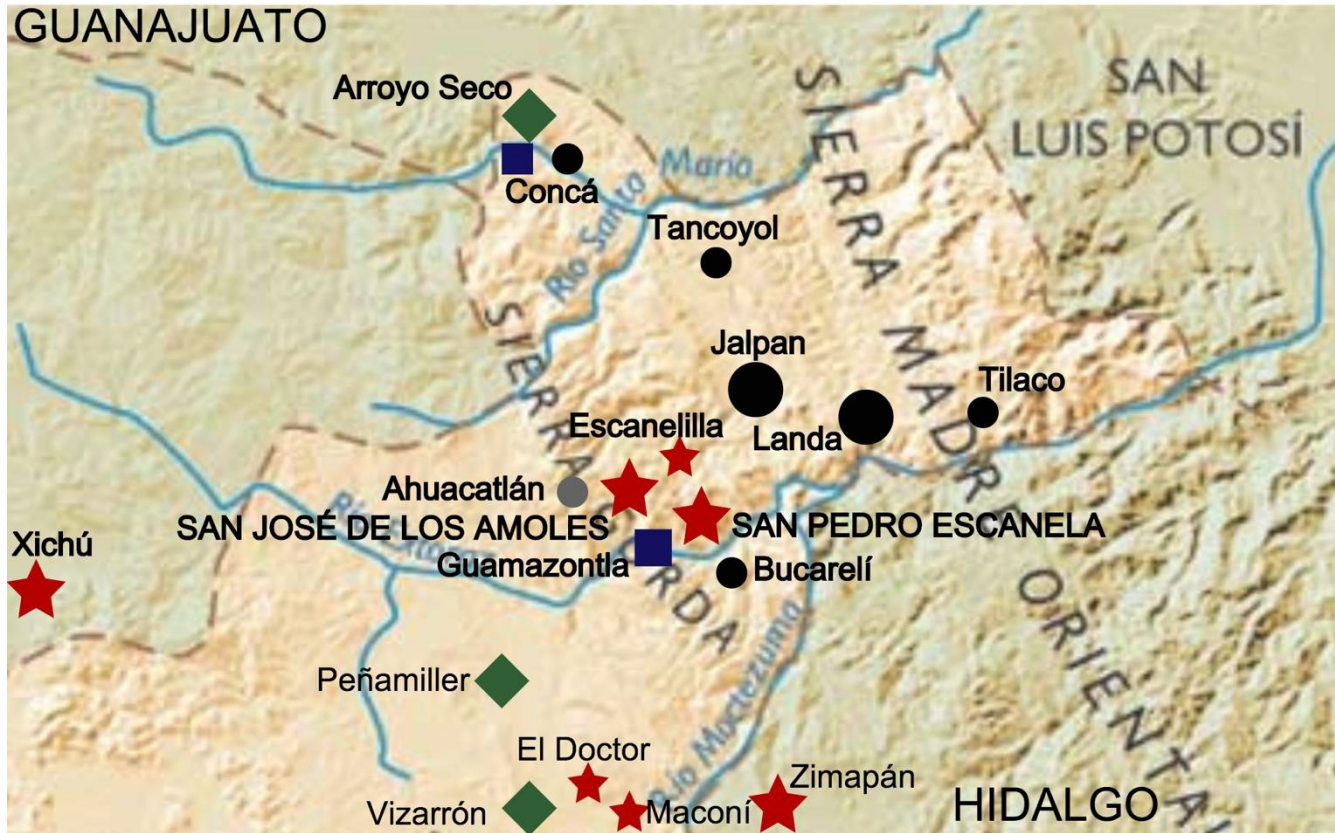 GUANAJUATO
SAN
LUIS POTOSÍ
Arroyo Seco
SIERRA MADRE ORIENTAL
Río Santa María
Concá
Tancoyol
SIERRA GORDA
Jalpan
Tilaco
Escanelilla
Landa
Ahuacatlán
SAN JOSÉ DE LOS AMOLES
SAN PEDRO ESCANELA
Xichú
Guamazontla
Bucarelí
Río Moctezuma
Peñamiller
El Doctor
Zimapán
Vizarrón
Maconí
HIDALGO